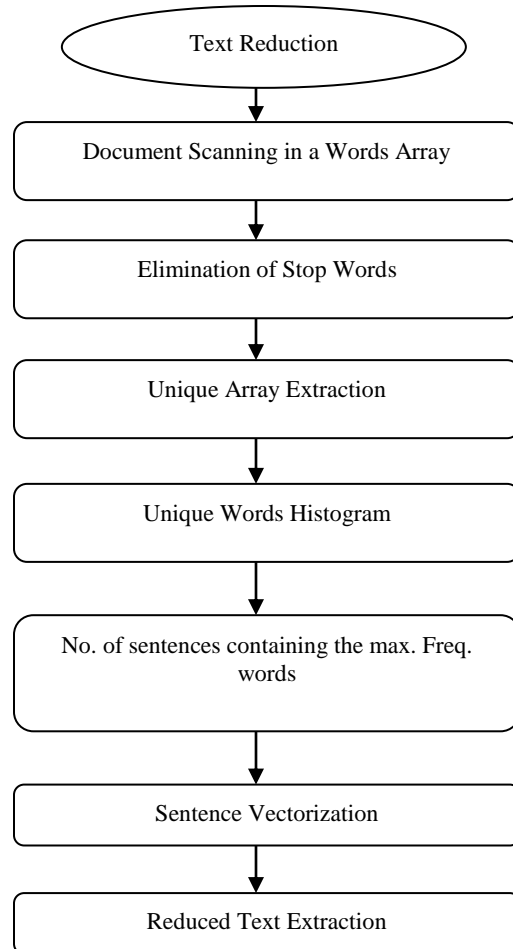 Text Reduction
Document Scanning in a Words Array
Elimination of Stop Words
Unique Array Extraction
Unique Words Histogram
No. of sentences containing the max. Freq.
words
Sentence Vectorization
Reduced Text Extraction